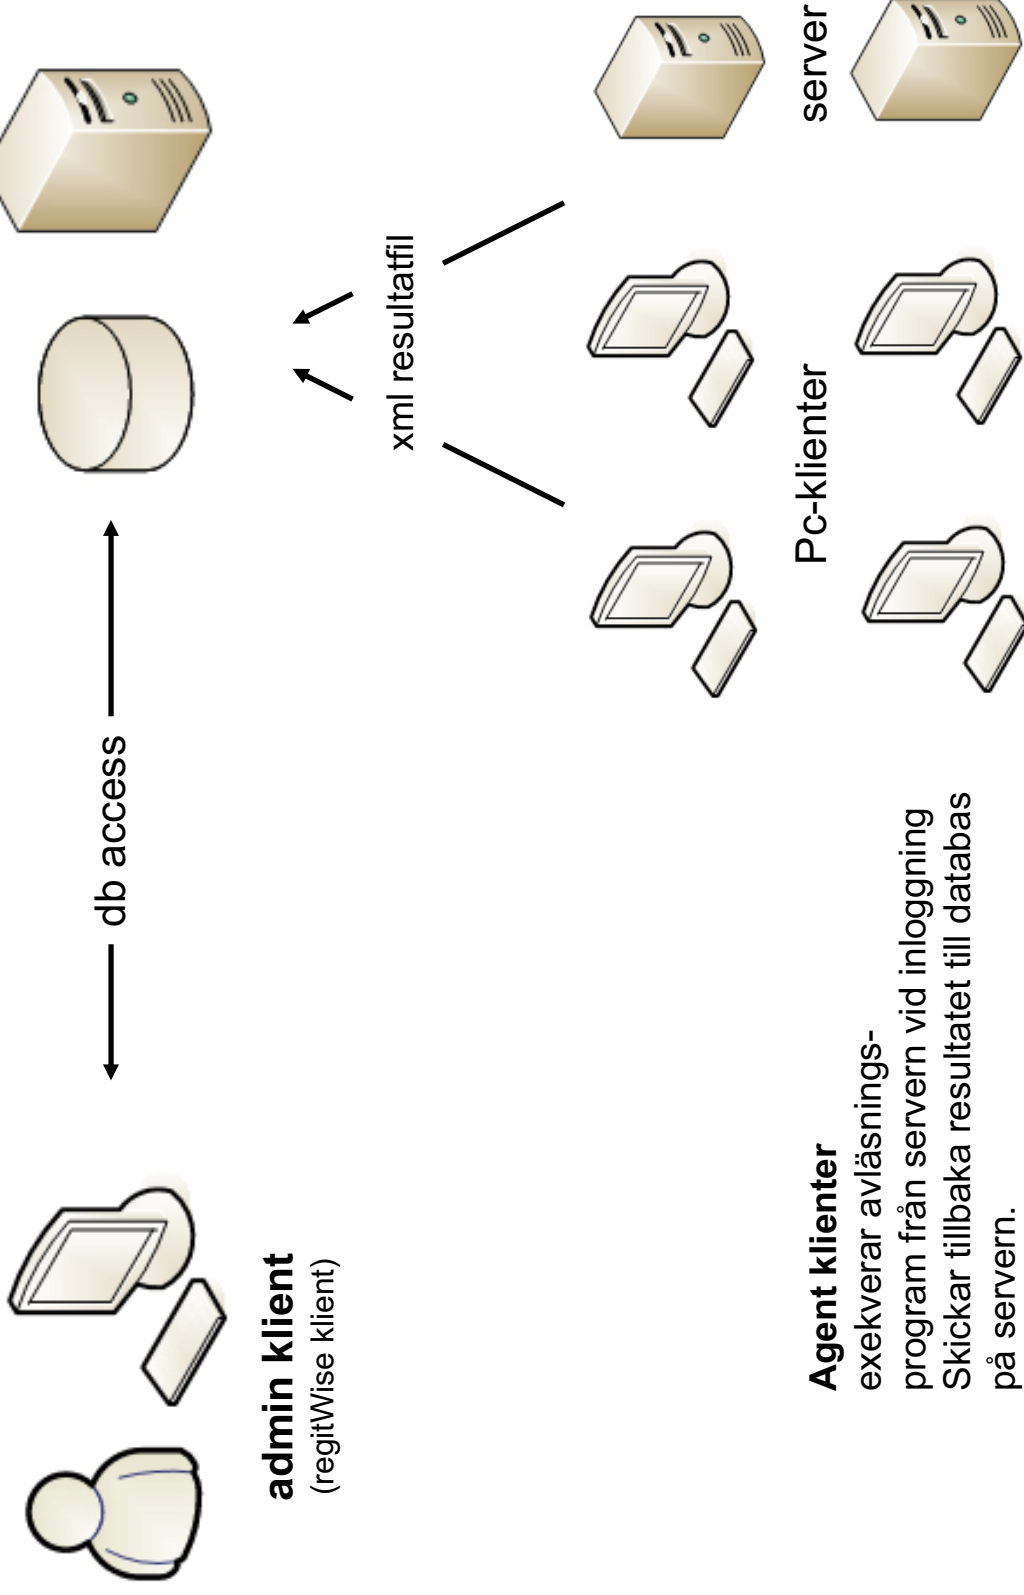 db access
admin klient
(regitWise klient)
xml resultatfil
Pc-klienter
server
Agent klienter
exekverar avläsnings-
program från servern vid inloggning
Skickar tillbaka resultatet till databas
på servern.